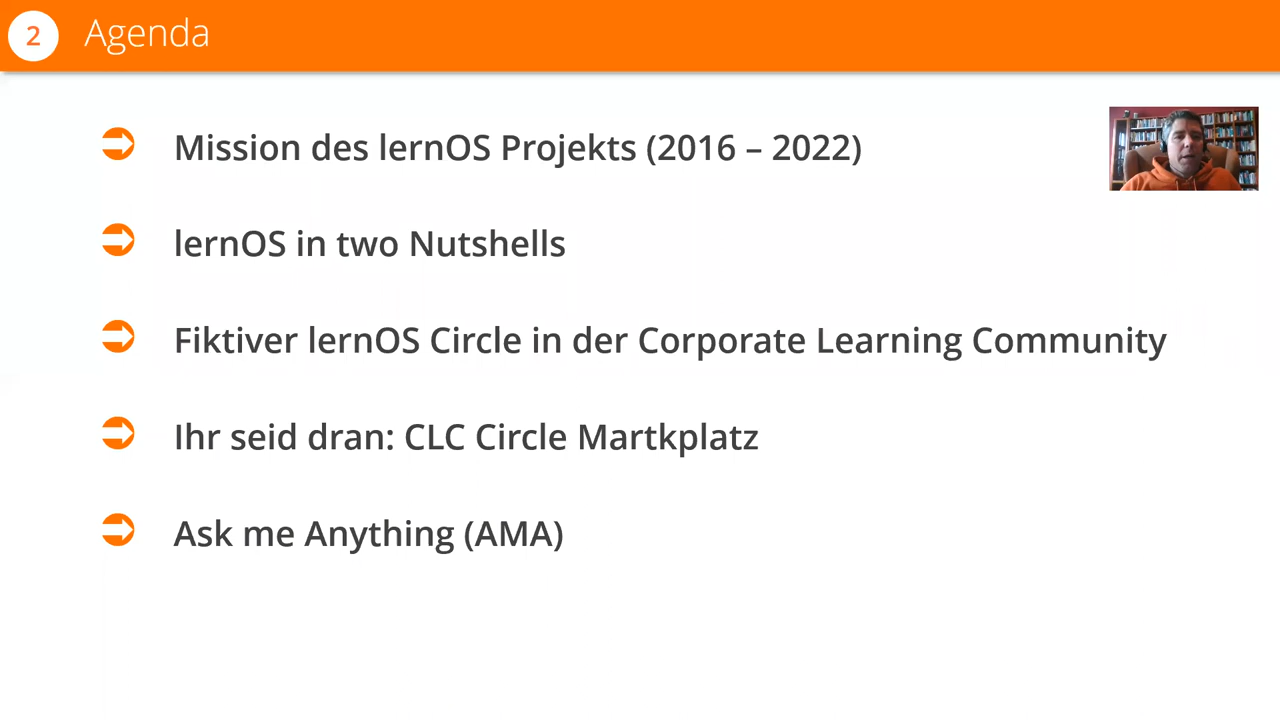 2
Agenda
Mission des lernOS Projekts (2016 – 2022)
lernOS in two Nutshells
Fiktiver lernOS Circle in der Corporate Learning Community
Ihr seid dran: CLC Circle Martkplatz
Ask me Anything (AMA)